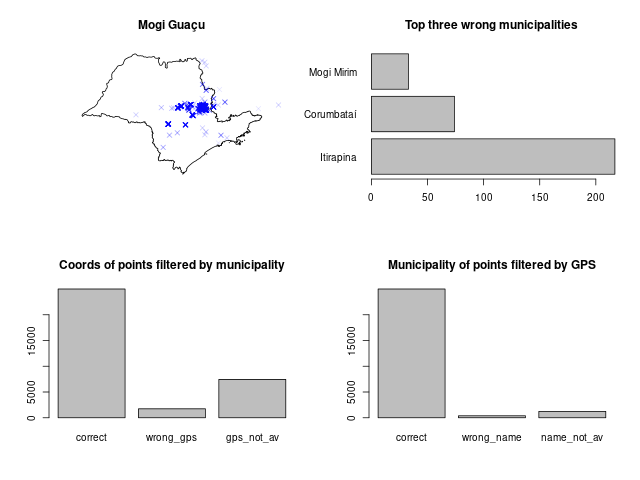 Mogi Guaçu
Top three wrong municipalities
Mogi Mirim
Corumbataí
Itirapina
0 50 100 150 200
Coords of points filtered by municipality
0 5000 15000
correct wrong_gps gps_not_av
Municipality of points filtered by GPS
0 5000 15000
correct wrong_name name_not_av